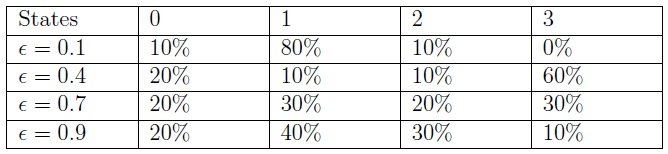 States 0 1 2 3
ϵ = 0.1 10% 80% 10% 0%
ϵ = 0.4 20% 10% 10% 60%
ϵ = 0.7 20% 30% 20% 30%
ϵ = 0.9 20% 40% 30% 10%